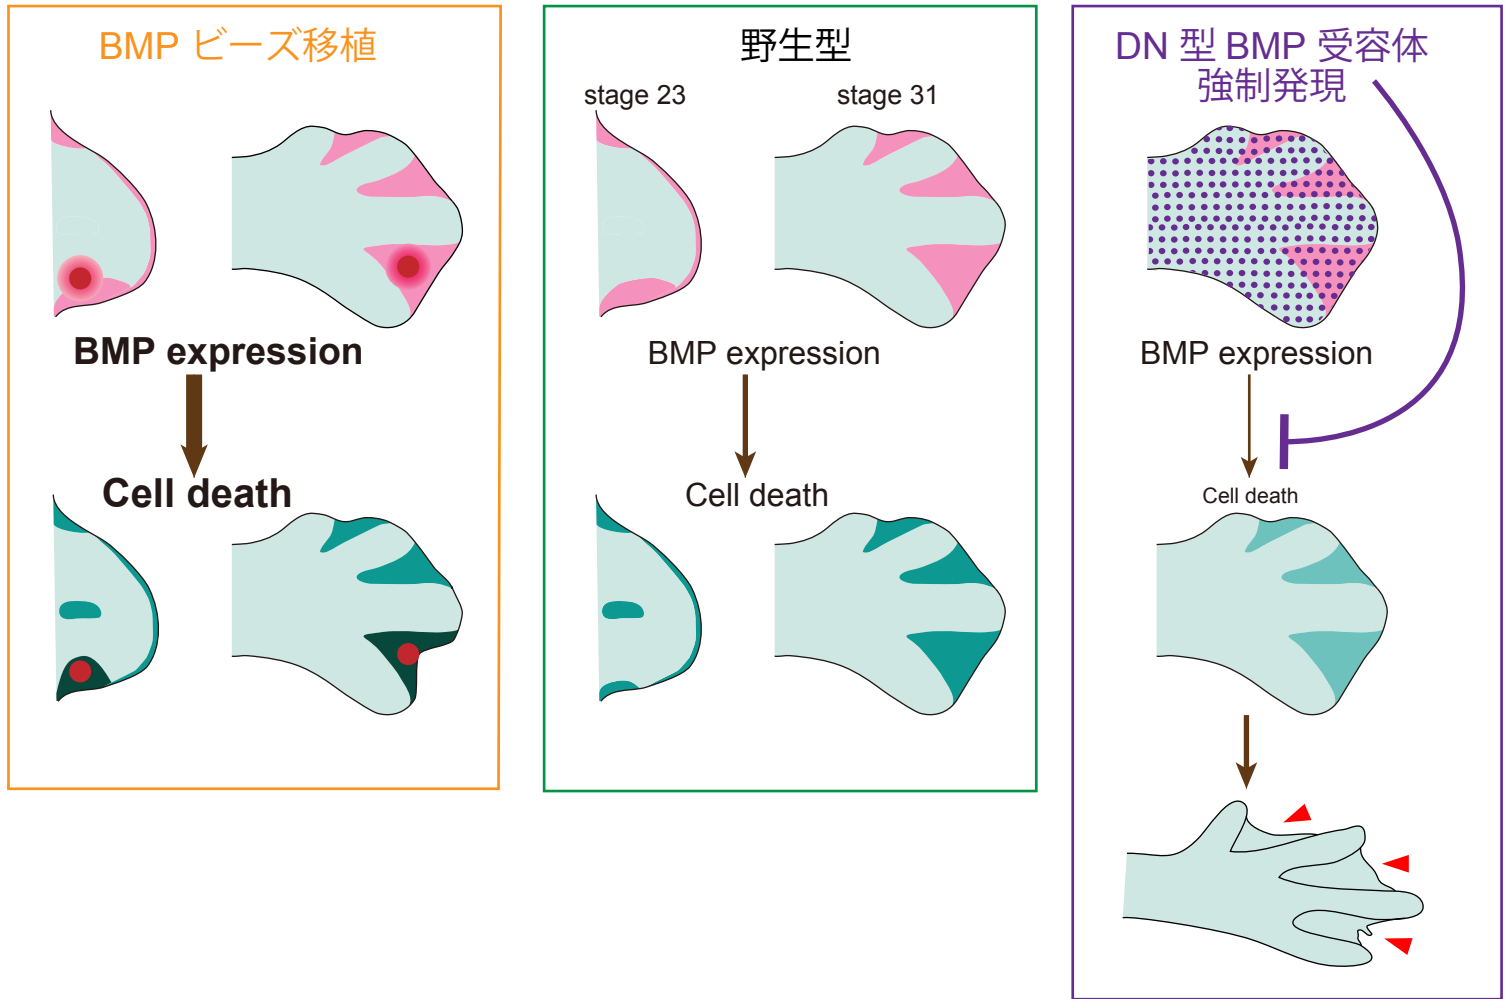 BMP ビーズ移植
BMP expression
Cell death
野生型
stage 23
stage 31
BMP expression
Cell death
DN 型 BMP 受容体
強制発現
BMP expression
Cell death